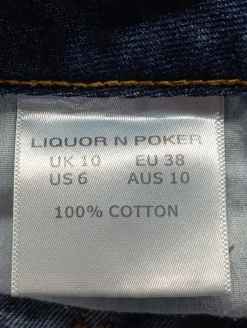 LIQUOR N POKER
UK 10 EU 38
US 6 AUS 10
100% COTTON